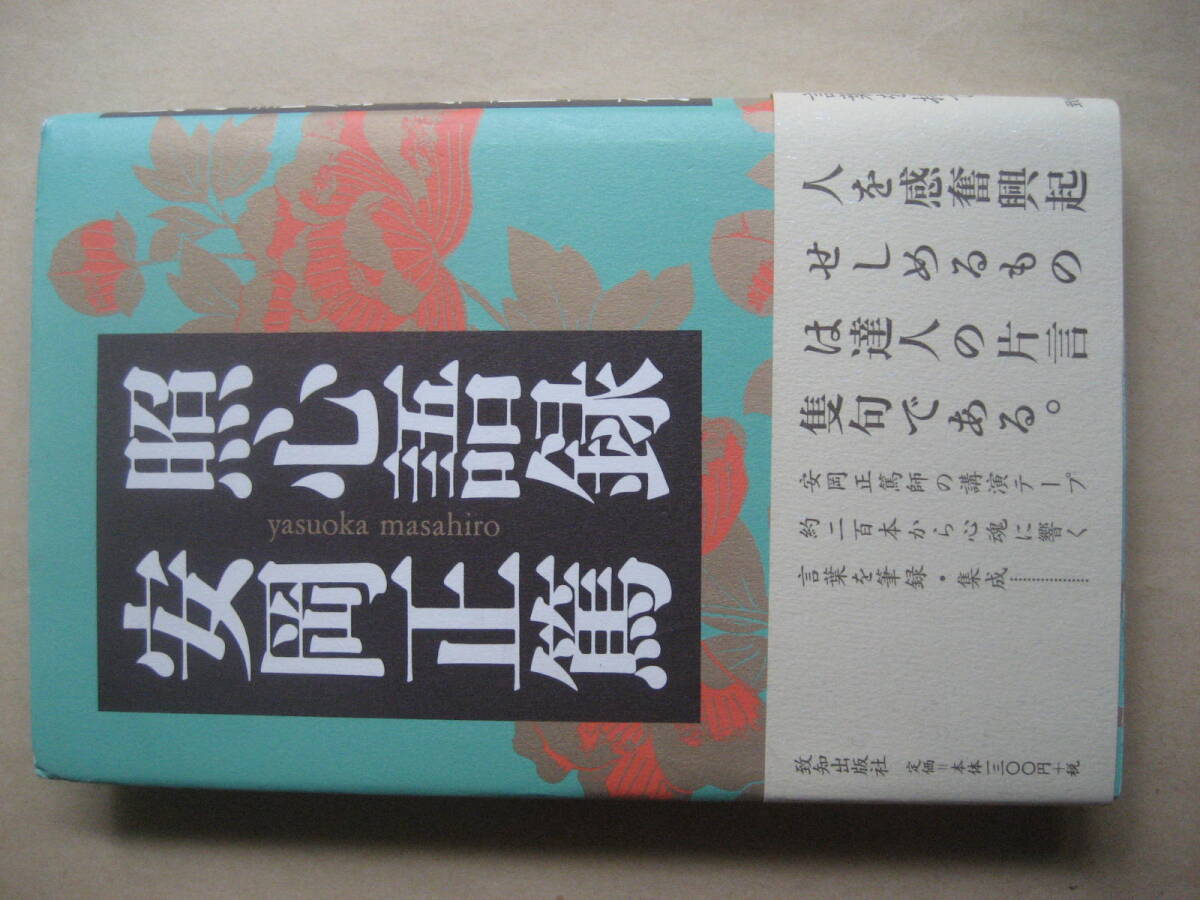 照心語録
yasuoka masahiro
安岡正篤
人を感奮興起
せしめるもの
は達人の片言
隻句である。
安岡正篤師の講演テープ
約二百本から心魂に響く
言葉を筆録・集成…………
致知出版社 定価=本体一三〇〇円+税